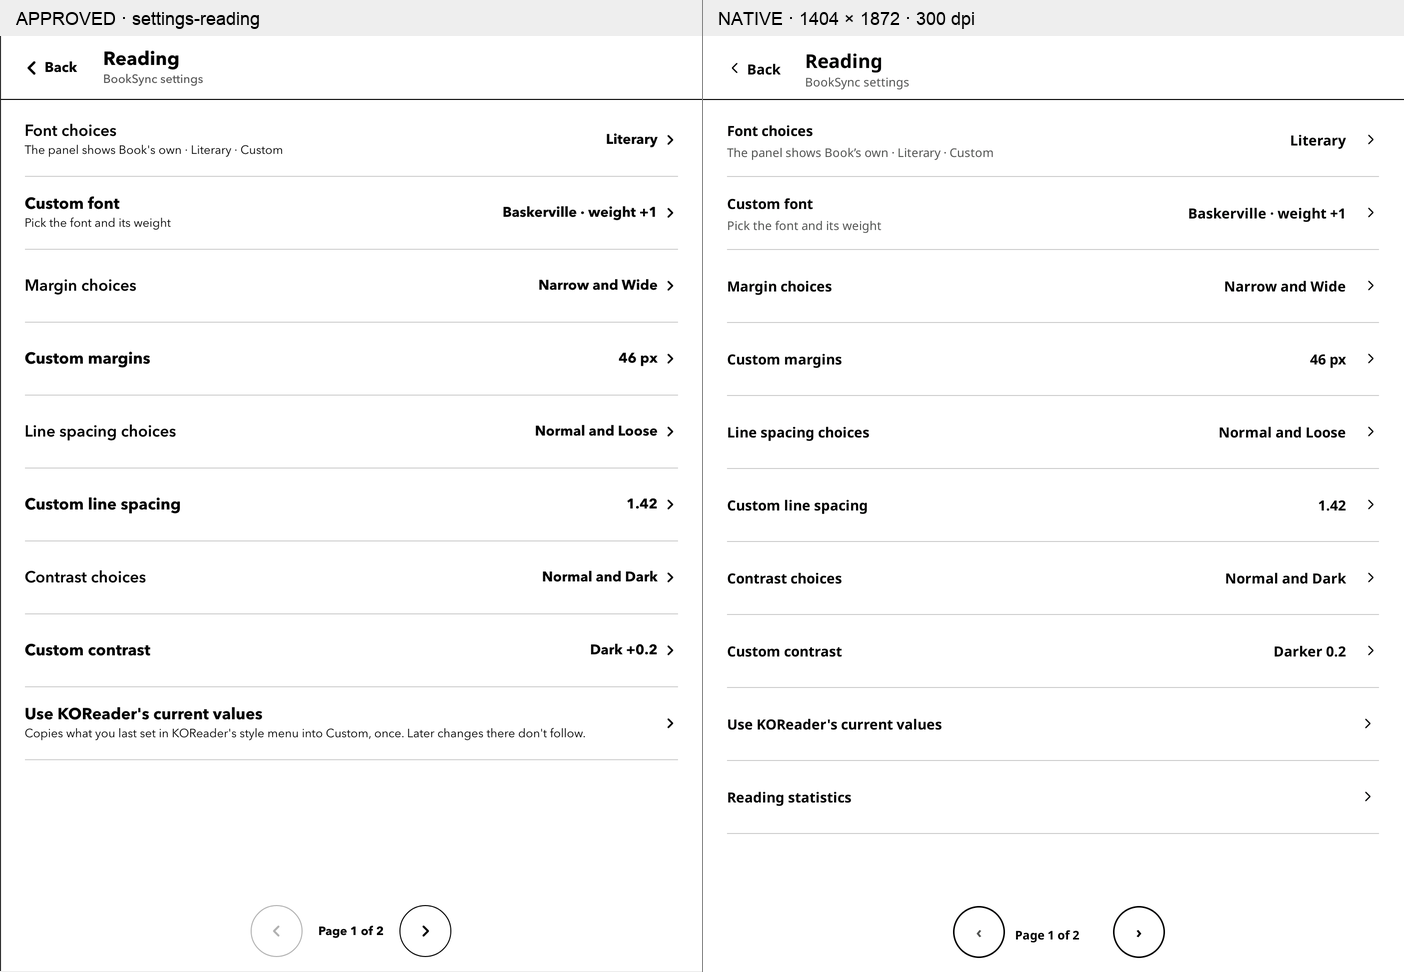 APPROVED · settings-reading
Back
Reading
BookSync settings
Font choices
The panel shows Book's own · Literary · Custom
Literary
Custom font
Pick the font and its weight
Baskerville · weight +1
Margin choices
Narrow and Wide
Custom margins
46 px
Line spacing choices
Normal and Loose
Custom line spacing
1.42
Contrast choices
Normal and Dark
Custom contrast
Dark +0.2
Use KOReader's current values
Copies what you last set in KOReader's style menu into Custom, once. Later changes there don't follow.
Page 1 of 2
NATIVE · 1404 × 1872 · 300 dpi
Back
Reading
BookSync settings
Font choices
The panel shows Book’s own · Literary · Custom
Literary
Custom font
Pick the font and its weight
Baskerville · weight +1
Margin choices
Narrow and Wide
Custom margins
46 px
Line spacing choices
Normal and Loose
Custom line spacing
1.42
Contrast choices
Normal and Dark
Custom contrast
Darker 0.2
Use KOReader's current values
Reading statistics
Page 1 of 2